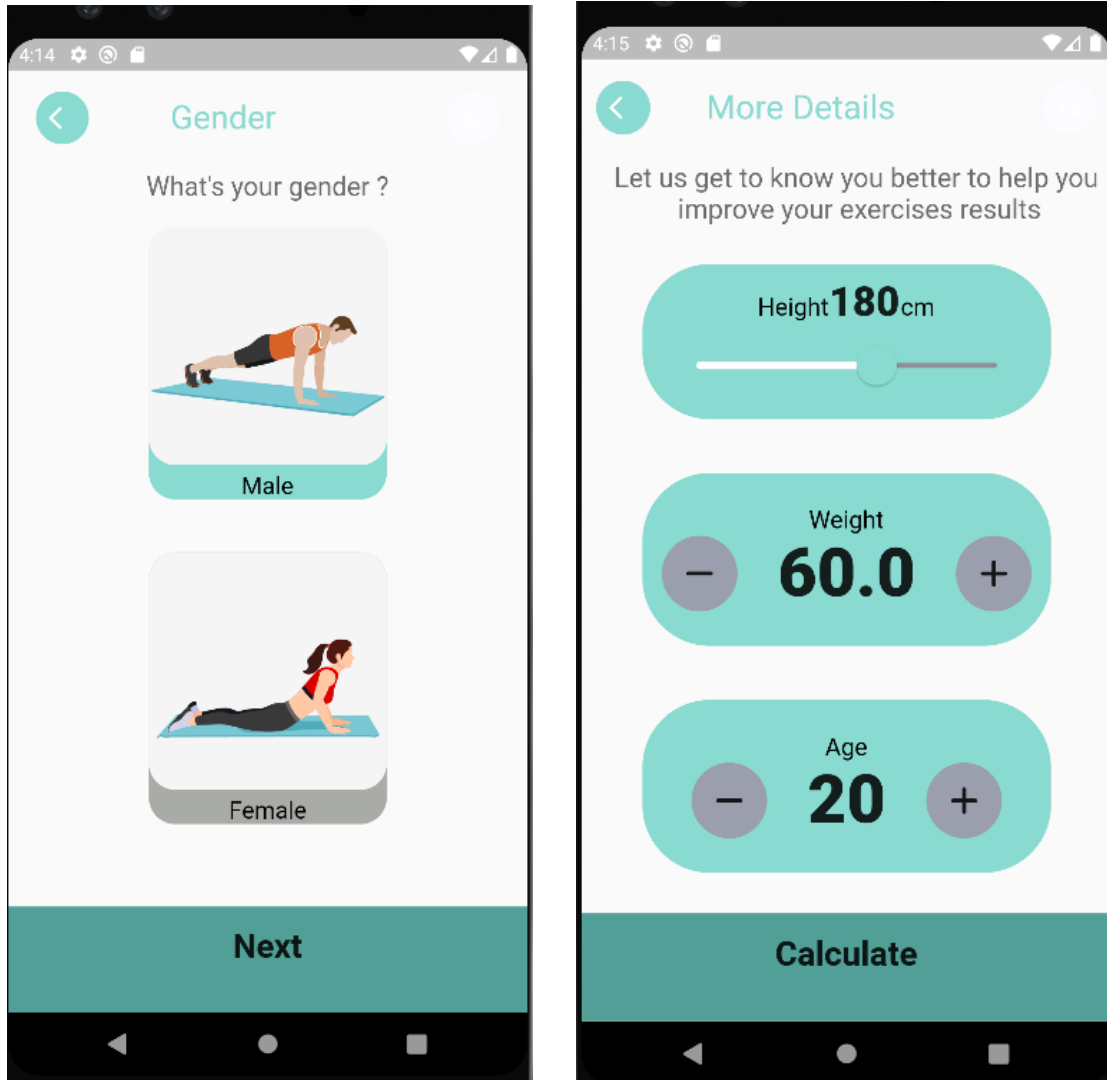 4:14
Gender
What's your gender ?
Male
Female
Next
4:15
More Details
Let us get to know you better to help you
improve your exercises results
Height180cm
Weight
60.0
Age
20
Calculate